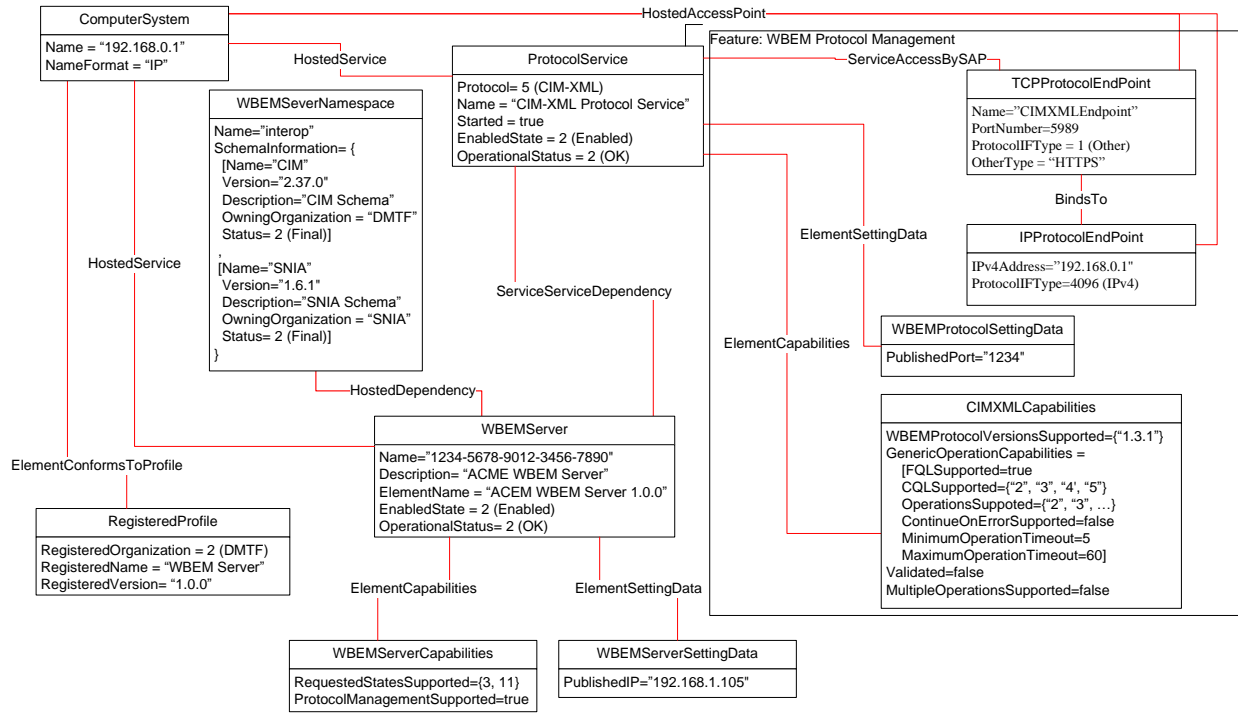 ComputerSystem
Name = “192.168.0.1”
NameFormat = “IP”
HostedAccessPoint
HostedService
ProtocolService
Protocol= 5 (CIM-XML)
Name = “CIM-XML Protocol Service”
Started = true
EnabledState = 2 (Enabled)
OperationalStatus = 2 (OK)
Feature: WBEM Protocol Management
ServiceAccessBySAP
TCPProtocolEndPoint
Name=”CIMXMLEndpoint”
PortNumber=5989
ProtocolIFType = 1 (Other)
OtherType = “HTTPS”
BindsTo
IPProtocolEndPoint
IPv4Address=”192.168.0.1"
ProtocolIFType=4096 (IPv4)
WBEMSeverNamespace
Name=”interop”
SchemaInformation= {
[Name=”CIM”
Version=”2.37.0"
Description=”CIM Schema”
OwningOrganization = “DMTF”
Status= 2 (Final)]
,
[Name=”SNIA”
Version=”1.6.1"
Description=”SNIA Schema”
OwningOrganization = “SNIA”
Status= 2 (Final)]
}
HostedService
ServiceServiceDependency
ElementSettingData
ElementCapabilities
WBEMProtocolSettingData
PublishedPort=”1234"
HostedDependency
WBEMServer
Name=”1234-5678-9012-3456-7890"
Description= “ACME WBEM Server”
ElementName = “ACEM WBEM Server 1.0.0”
EnabledState = 2 (Enabled)
OperationalStatus= 2 (OK)
CIMXMLCapabilities
WBEMProtocolVersionsSupported={“1.3.1”}
GenericOperationCapabilities =
[FQLSupported=true
CQLSupported={“2”, “3”, “4’, “5”}
OperationsSuppoted={“2”, “3”, …}
ContinueOnErrorSupported=false
MinimumOperationTimeout=5
MaximumOperationTimeout=60]
Validated=false
MultipleOperationsSupported=false
ElementConformsToProfile
RegisteredProfile
RegisteredOrganization = 2 (DMTF)
RegisteredName = “WBEM Server”
RegisteredVersion= “1.0.0”
ElementCapabilities
ElementSettingData
WBEMServerCapabilities
RequestedStatesSupported={3, 11}
ProtocolManagementSupported=true
WBEMServerSettingData
PublishedIP=”192.168.1.105"